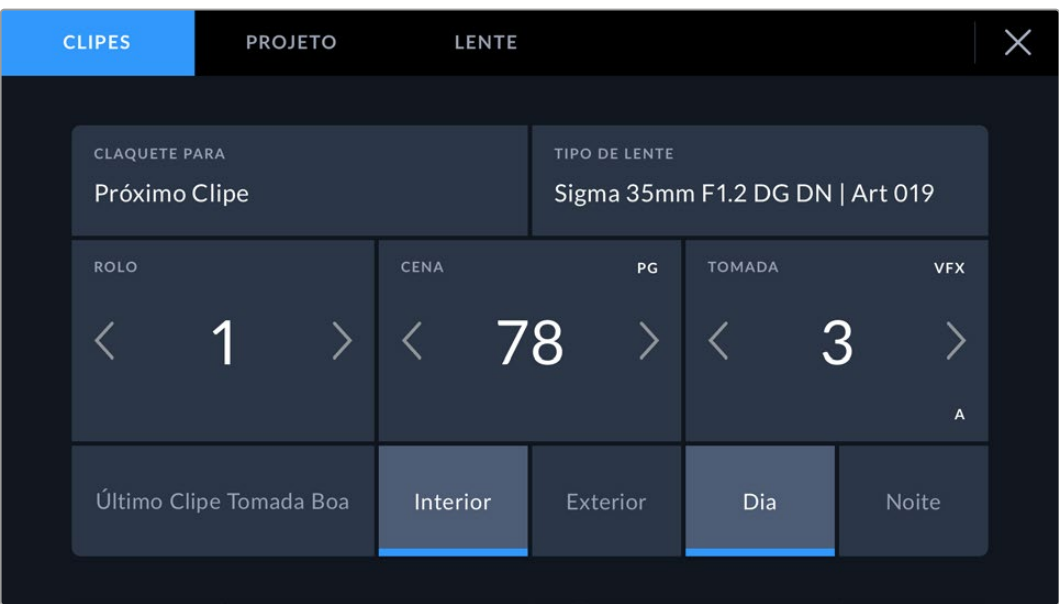 CLIPES PROJETO LENTE
CLAQUETE PARA TIPO DE LENTE
Próximo Clipe Sigma 35mm F1.2 DG DN | Art 019
ROLO CENA PG TOMADA VFX
1 78 3
A
Último Clipe Tomada Boa Interior Exterior Dia Noite